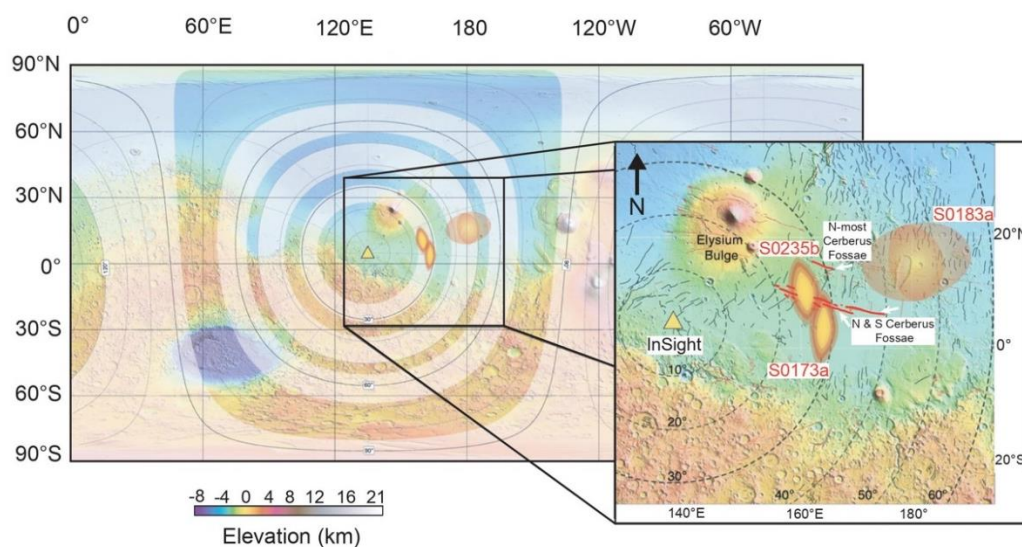 0° 60°E 120°E 180 120°W 60°W
90°N
60°N
30°N
0°
30°S
60°S
90°S
N
S0183a
N-most
Cerberus
Fossae
20°N
Elysium
Bulge
S0235b
N & S Cerberus
Fossae
InSight
0°
S0173a
10°
20°
20°S
30°
40° 50° 60°
140°E 160°E 180°
-8 -4 0 4 8 12 16 21
Elevation (km)